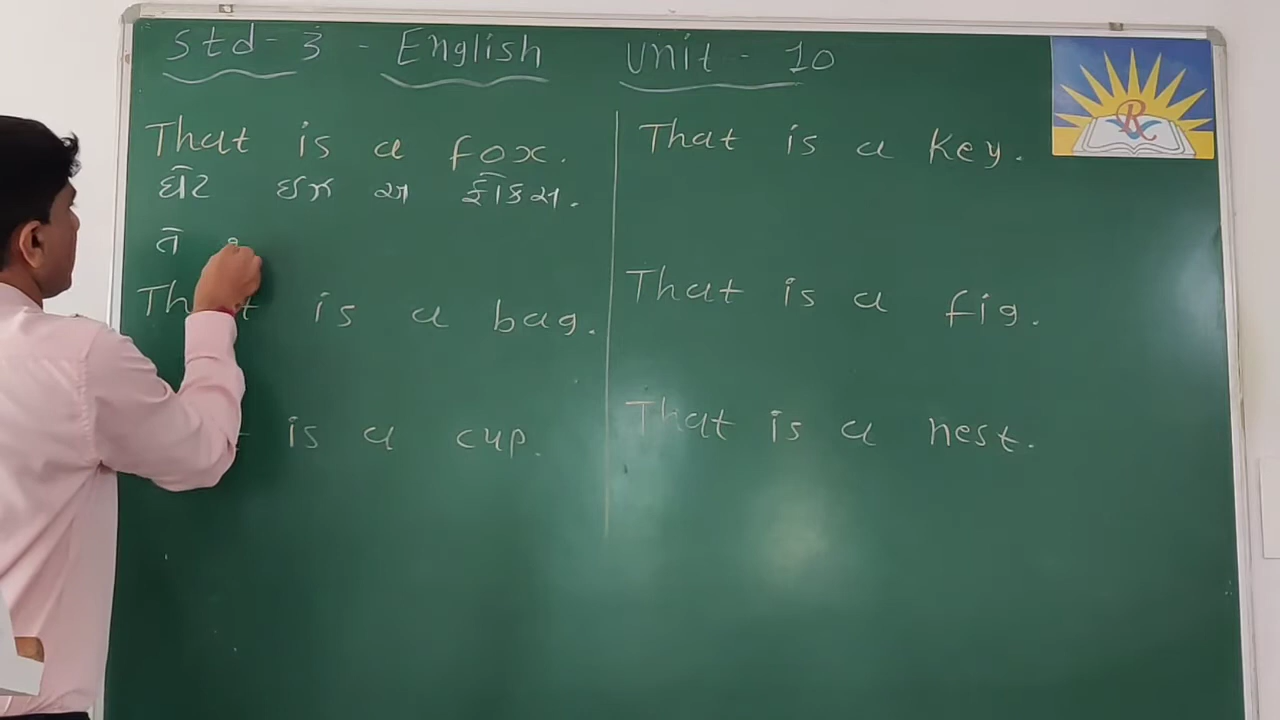 Std-3 - English Unit - 10
That is a fox.
ધૅટ ઇઝ અ ફૉક્સ.
તે
That is a bag.
is a cup.
That is a key.
That is a fig.
That is a nest.
R